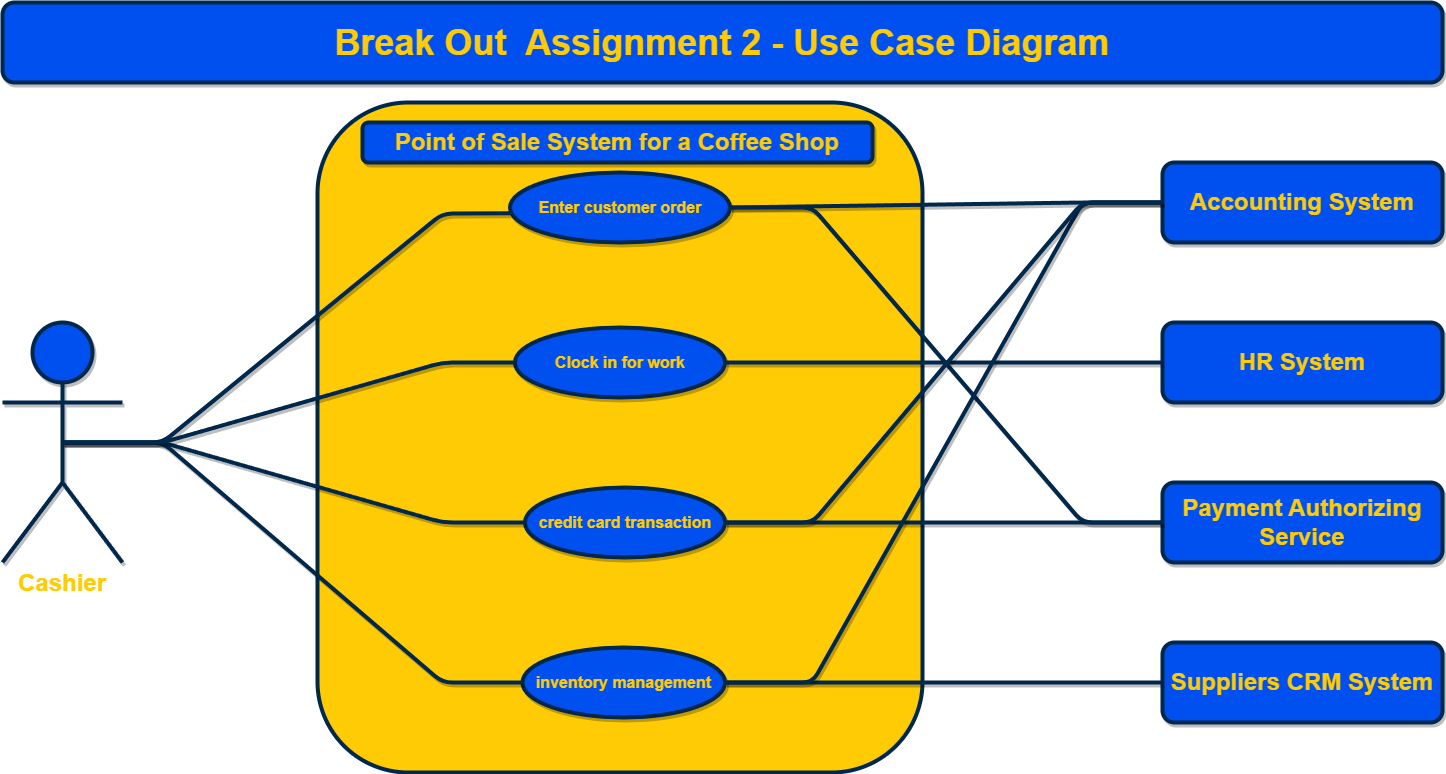 Break Out  Assignment 2 - Use Case Diagram
Point of Sale System for a Coffee Shop
Enter customer order
Accounting System
Clock in for work
HR System
credit card transaction
Payment Authorizing
Service
Cashier
inventory management
Suppliers CRM System